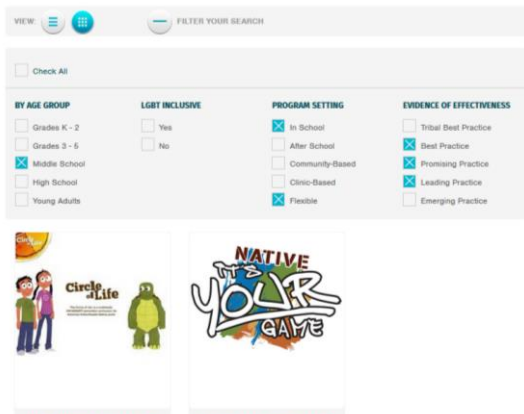 VIEW:
FILTER YOUR SEARCH
Check All
BY AGE GROUP
Grades K - 2
Grades 3 - 5
Middle School
High School
Young Adults
LGBT INCLUSIVE
Yes
No
PROGRAM SETTING
In School
After School
Community-Based
Clinic-Based
Flexible
EVIDENCE OF EFFECTIVENESS
Tribal Best Practice
Best Practice
Promising Practice
Leading Practice
Emerging Practice
Circle
of Life
NATIVE
IT'S
YOUR
GAME